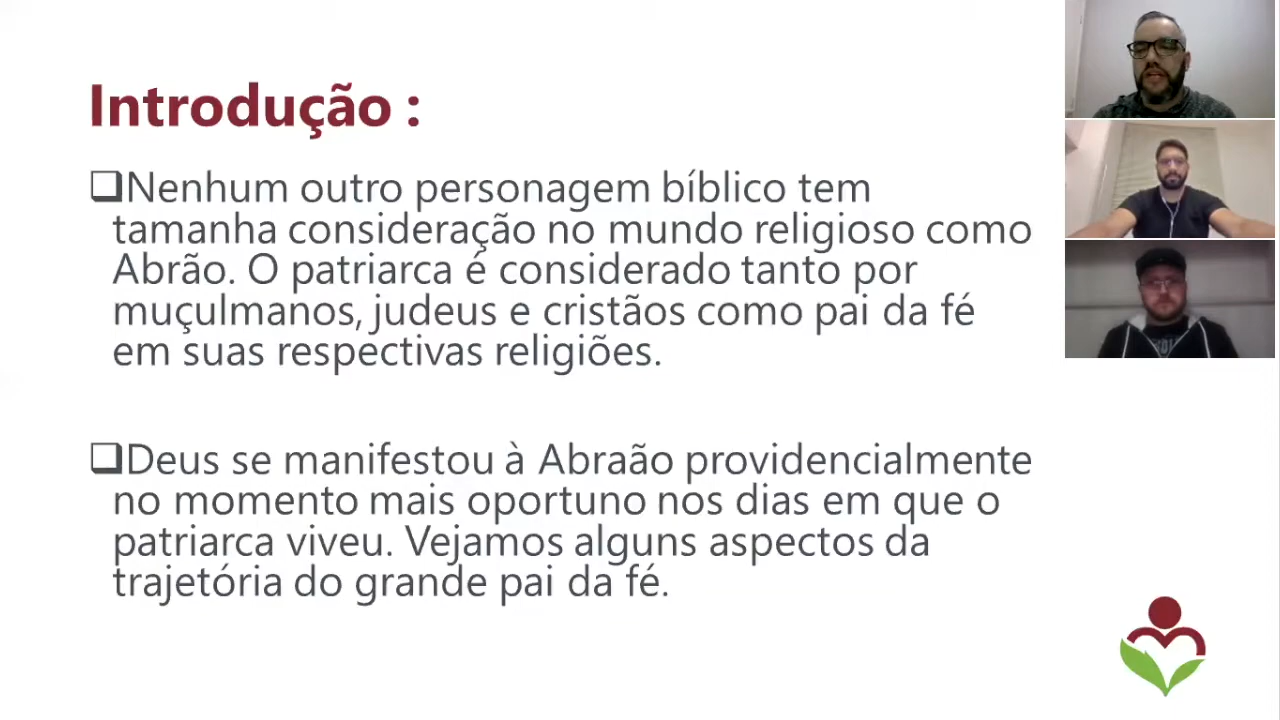 Introdução :
❑Nenhum outro personagem bíblico tem
tamanha consideração no mundo religioso como
Abrão. O patriarca é considerado tanto por
muçulmanos, judeus e cristãos como pai da fé
em suas respectivas religiões.
❑Deus se manifestou à Abraão providencialmente
no momento mais oportuno nos dias em que o
patriarca viveu. Vejamos alguns aspectos da
trajetória do grande pai da fé.